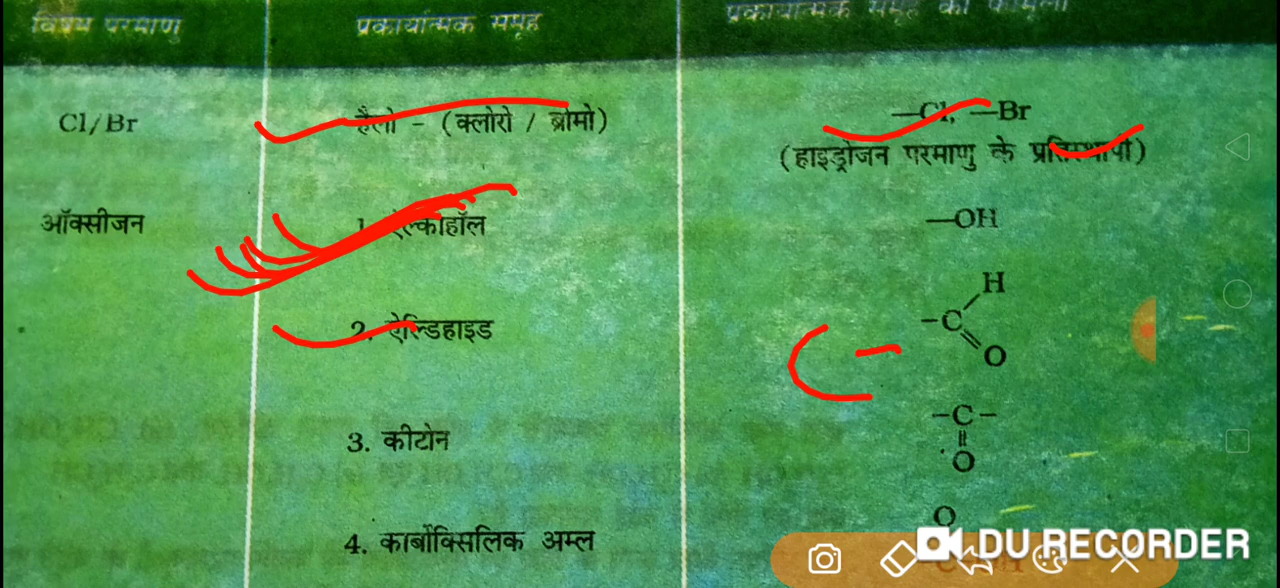 विषम परमाणु प्रकार्यात्मक समूह प्रकार्यात्मक समूह का फॉर्मूला
Cl/Br हैलो - (क्लोरो / ब्रोमो) —Cl, —Br
(हाइड्रोजन परमाणु के प्रतिस्थापी)
ऑक्सीजन 1. ऐल्कोहॉल —OH
H
2. ऐल्डिहाइड –C
O
–C–
3. कीटोन ||
O
O
4. कार्बोक्सिलिक अम्ल
DU RECORDER